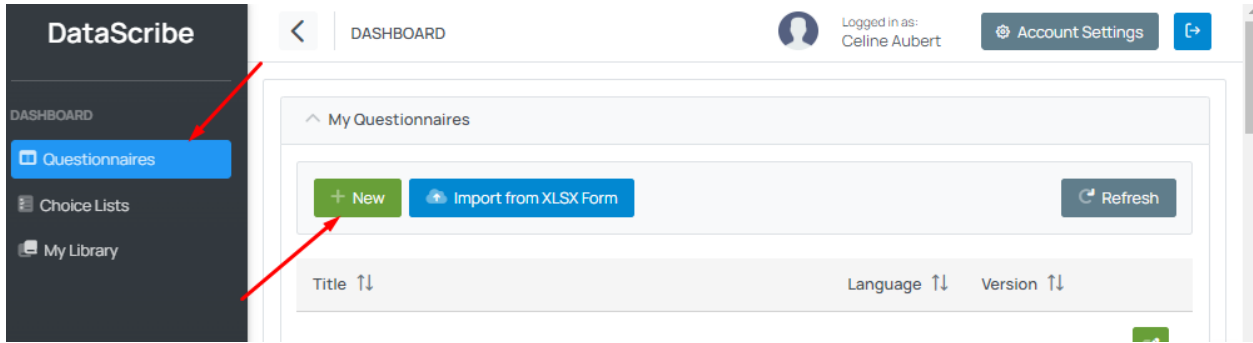 DataScribe
DASHBOARD
Logged in as:
Celine Aubert
Account Settings
DASHBOARD
Questionnaires
Choice Lists
My Library
My Questionnaires
+ New
Import from XLSX Form
Refresh
Title
Language
Version